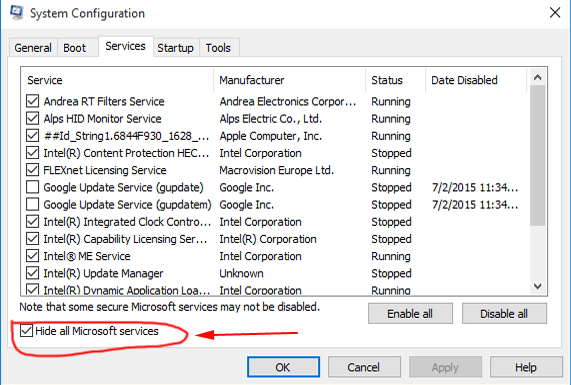 System Configuration
General Boot Services Startup Tools
Service Manufacturer Status Date Disabled
Andrea RT Filters Service Andrea Electronics Corpor... Running
Alps HID Monitor Service Alps Electric Co., Ltd. Running
##Id_String1.6844F930_1628_... Apple Computer, Inc. Running
Intel(R) Content Protection HEC... Intel Corporation Stopped
FLEXnet Licensing Service Macrovision Europe Ltd. Running
Google Update Service (gupdate) Google Inc. Stopped 7/2/2015 11:34...
Google Update Service (gupdatem) Google Inc. Stopped 7/2/2015 11:34...
Intel(R) Integrated Clock Contro... Intel Corporation Stopped
Intel(R) Capability Licensing Ser... Intel(R) Corporation Stopped
Intel® ME Service Intel Corporation Running
Intel(R) Update Manager Unknown Stopped
Intel(R) Dynamic Application Loa... Intel Corporation Running
Note that some secure Microsoft services may not be disabled.
Enable all Disable all
Hide all Microsoft services
OK Cancel Apply Help